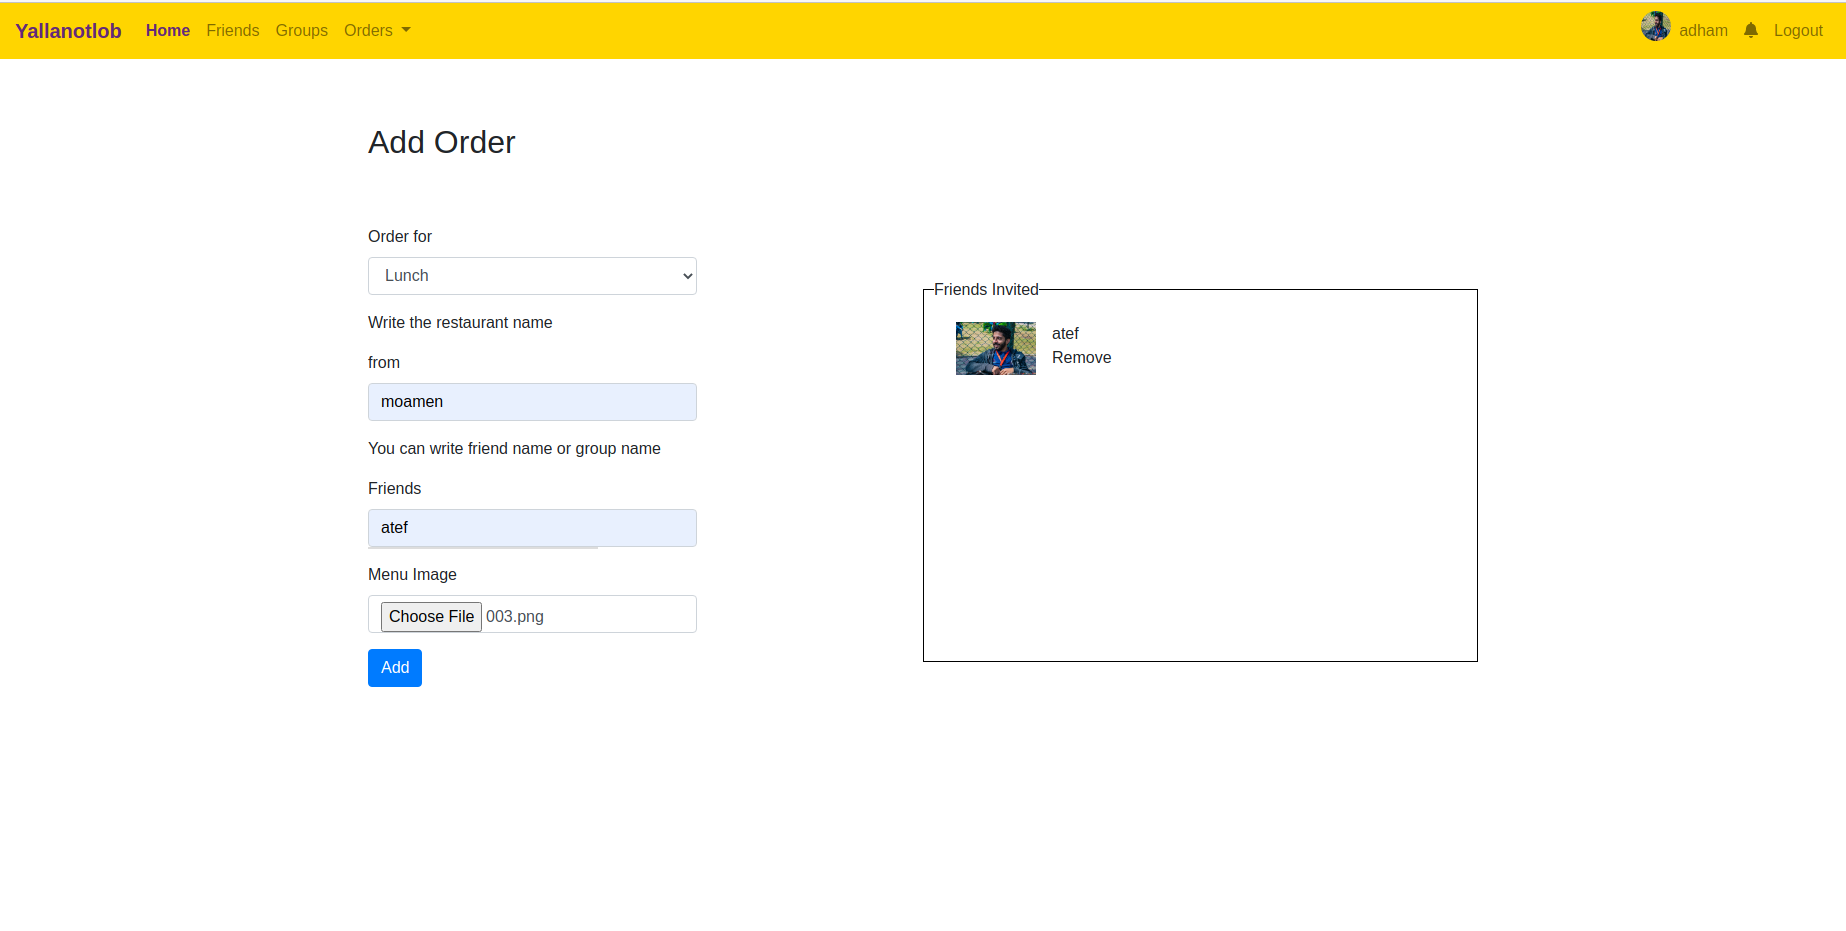 Yallanotlob Home Friends Groups Orders adham Logout
Add Order
Order for
Lunch
Write the restaurant name
from
moamen
You can write friend name or group name
Friends
atef
Menu Image
Choose File 003.png
Add
Friends Invited
atef
Remove